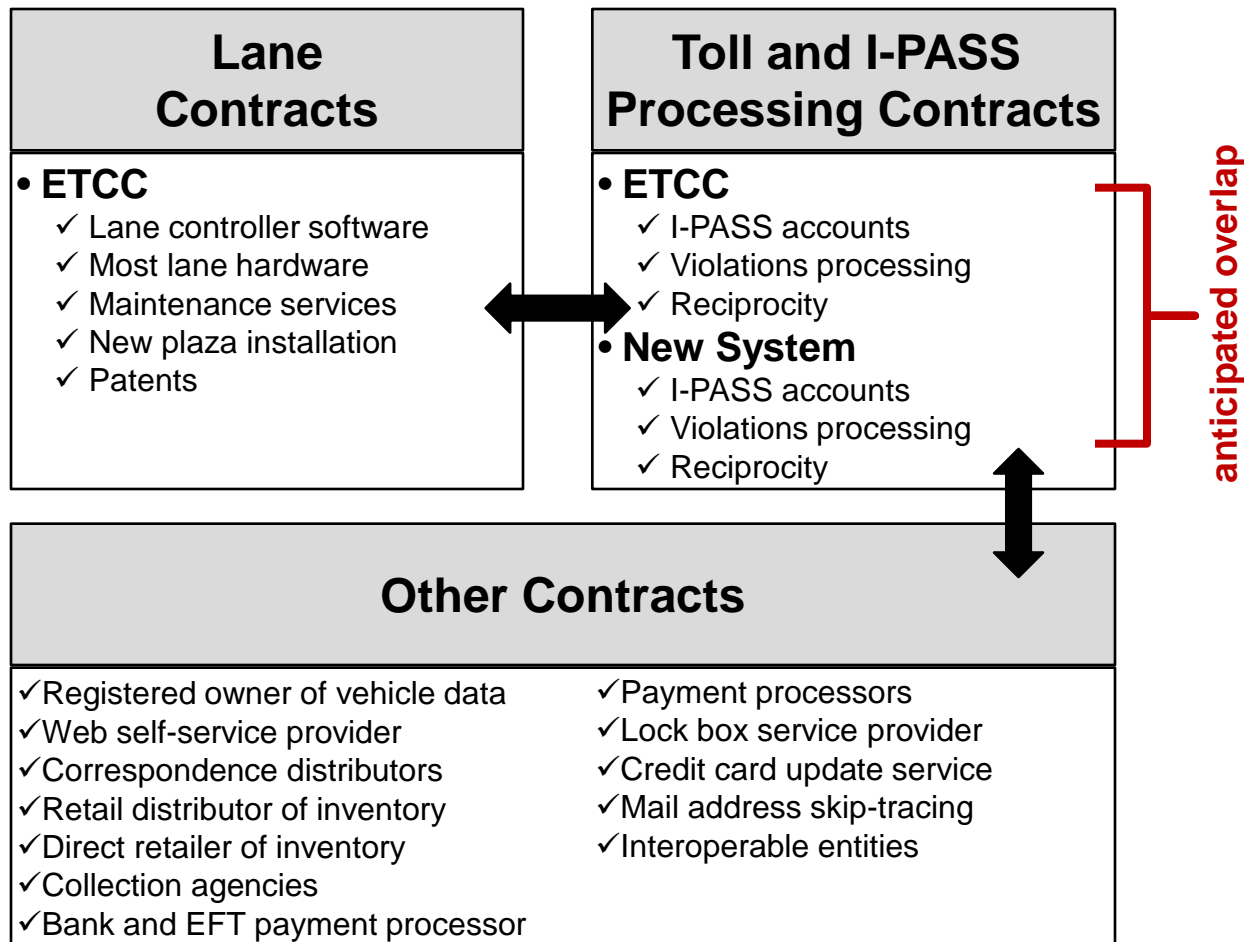 Lane
Contracts
• ETCC
✓ Lane controller software
✓ Most lane hardware
✓ Maintenance services
✓ New plaza installation
✓ Patents
Toll and I-PASS
Processing Contracts
• ETCC
✓ I-PASS accounts
✓ Violations processing
✓ Reciprocity
• New System
✓ I-PASS accounts
✓ Violations processing
✓ Reciprocity
anticipated overlap
Other Contracts
✓Registered owner of vehicle data
✓Web self-service provider
✓Correspondence distributors
✓Retail distributor of inventory
✓Direct retailer of inventory
✓Collection agencies
✓Bank and EFT payment processor
✓Payment processors
✓Lock box service provider
✓Credit card update service
✓Mail address skip-tracing
✓Interoperable entities